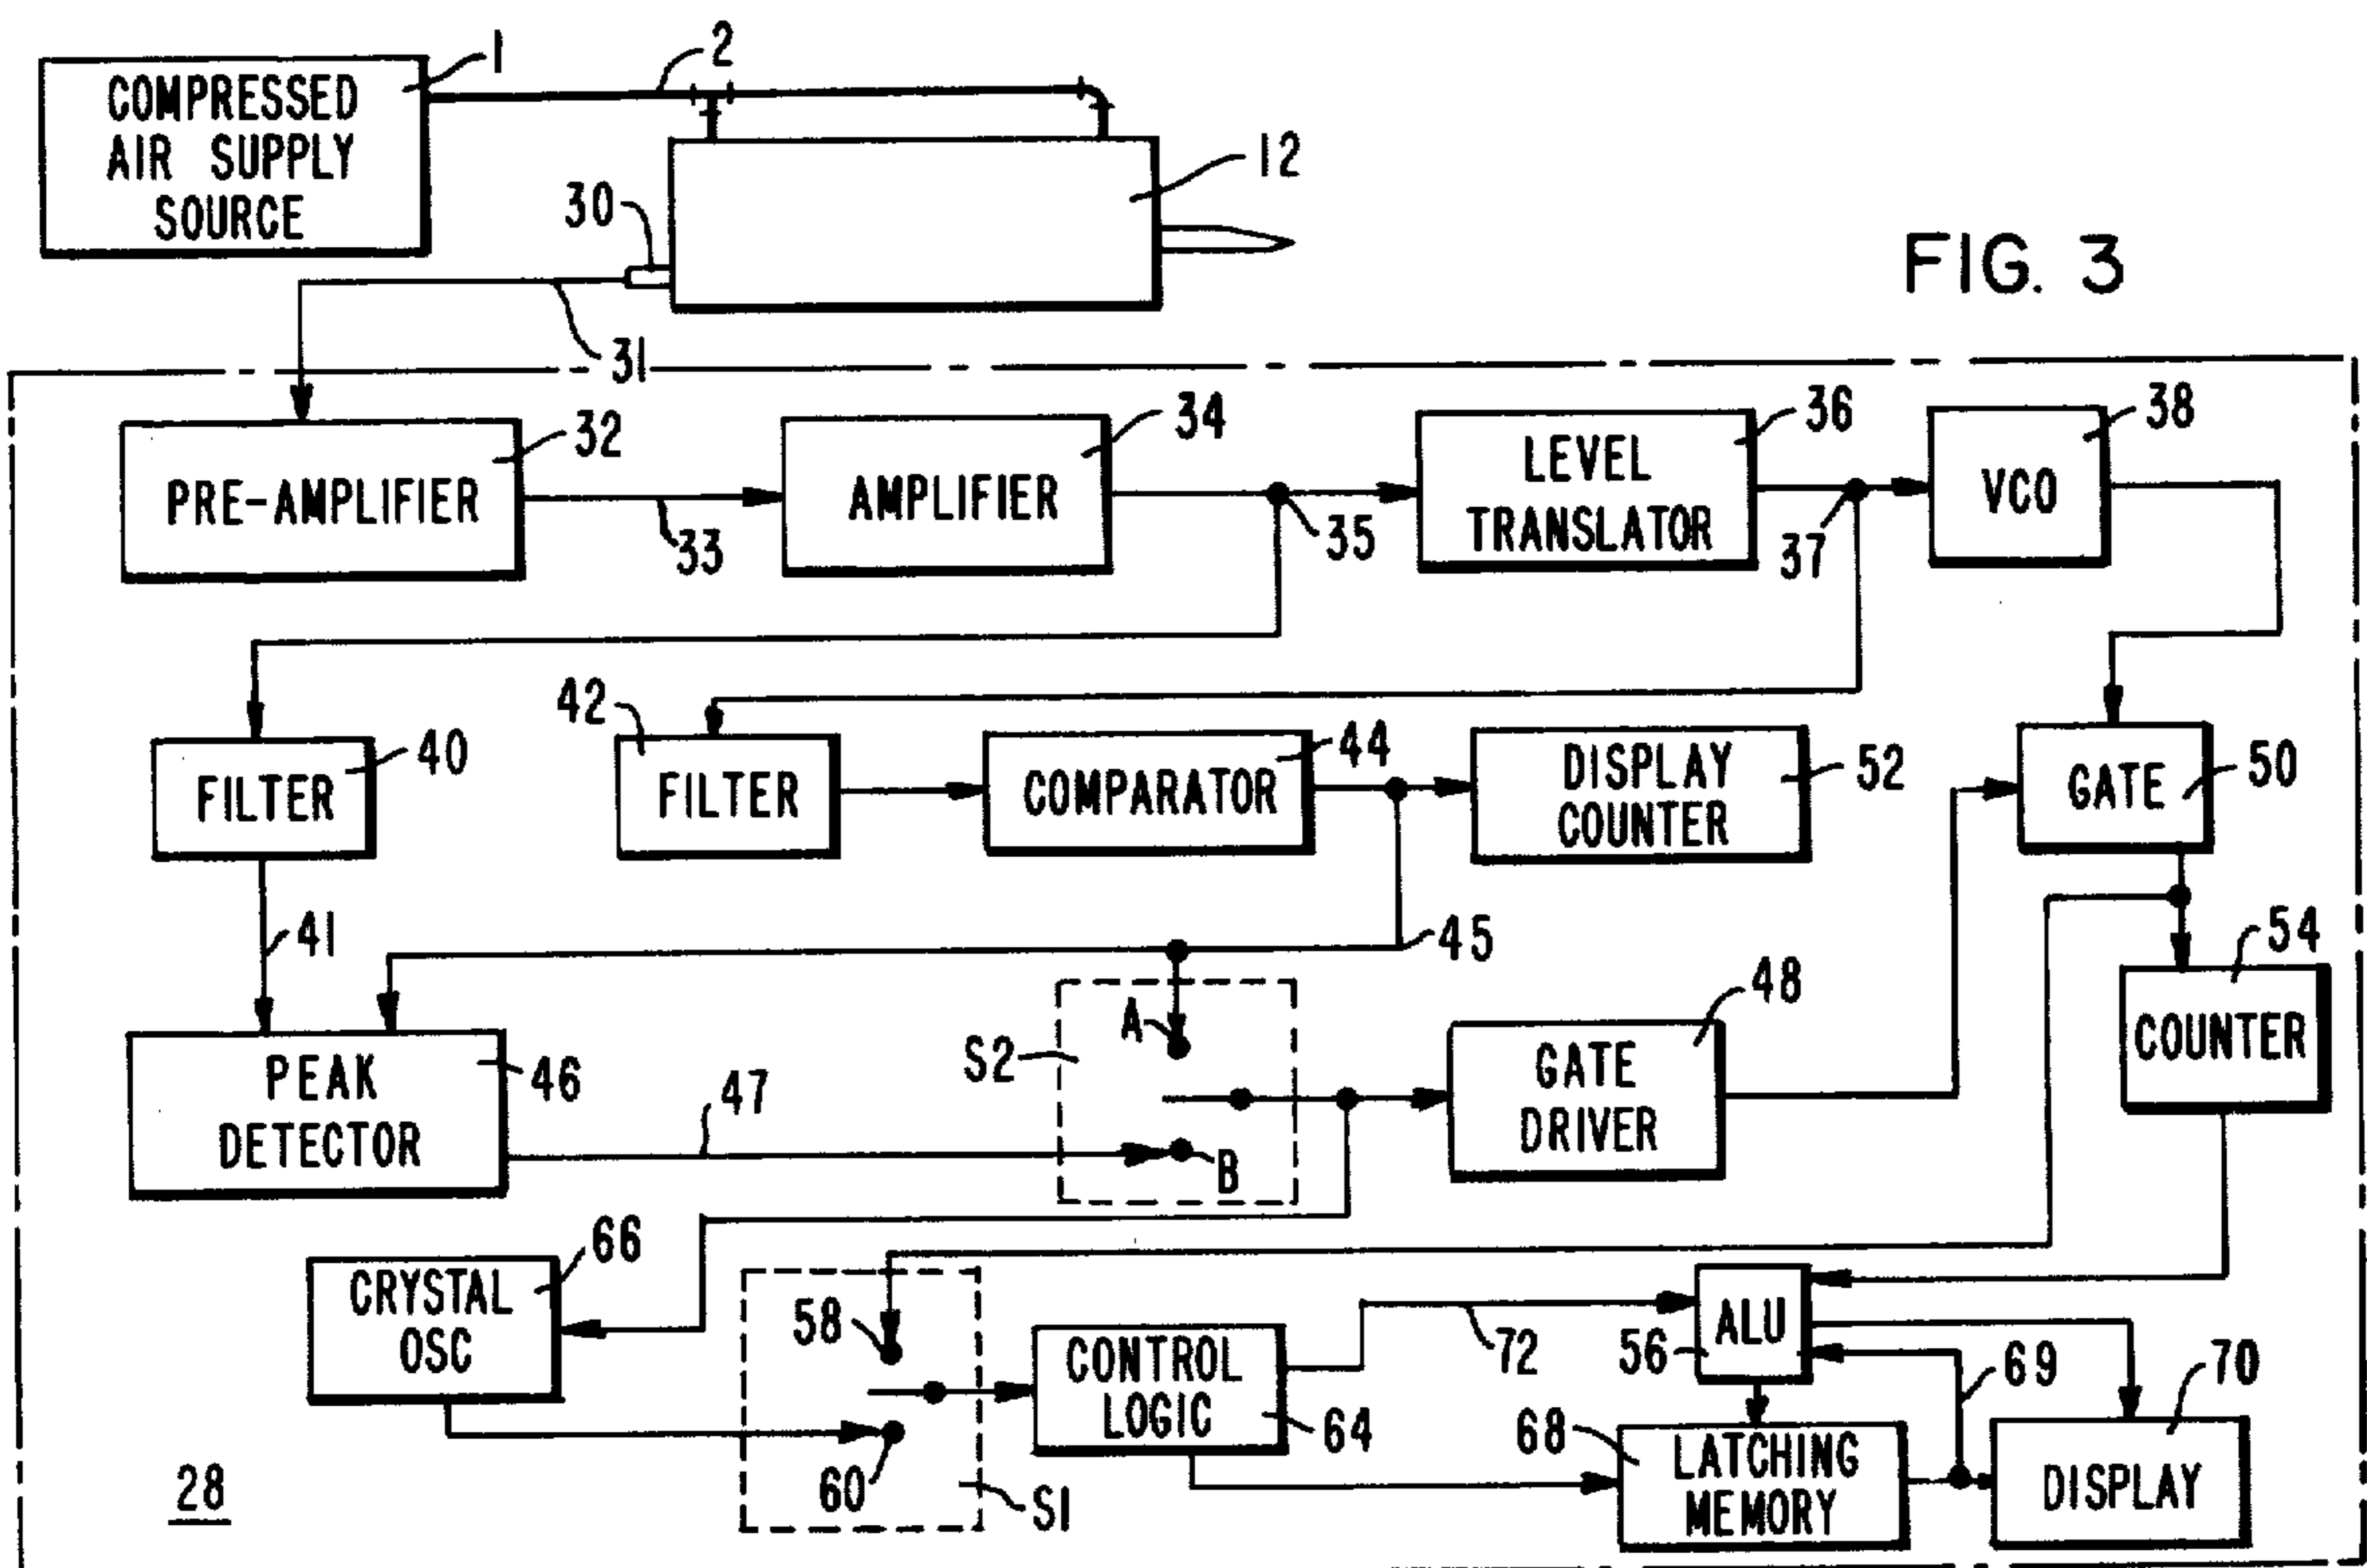 COMPRESSED
AIR SUPPLY
SOURCE
1
2
12
30
31
FIG. 3
PRE-AMPLIFIER
32
33
AMPLIFIER
34
35
LEVEL
TRANSLATOR
36
37
VCO
38
FILTER
40
42
FILTER
COMPARATOR
44
DISPLAY
COUNTER
52
GATE
50
41
45
54
COUNTER
PEAK
DETECTOR
46
47
S2
A
B
GATE
DRIVER
48
CRYSTAL
OSC
66
58
60
S1
CONTROL
LOGIC
64
72
ALU
56
69
70
68
LATCHING
MEMORY
DISPLAY
28